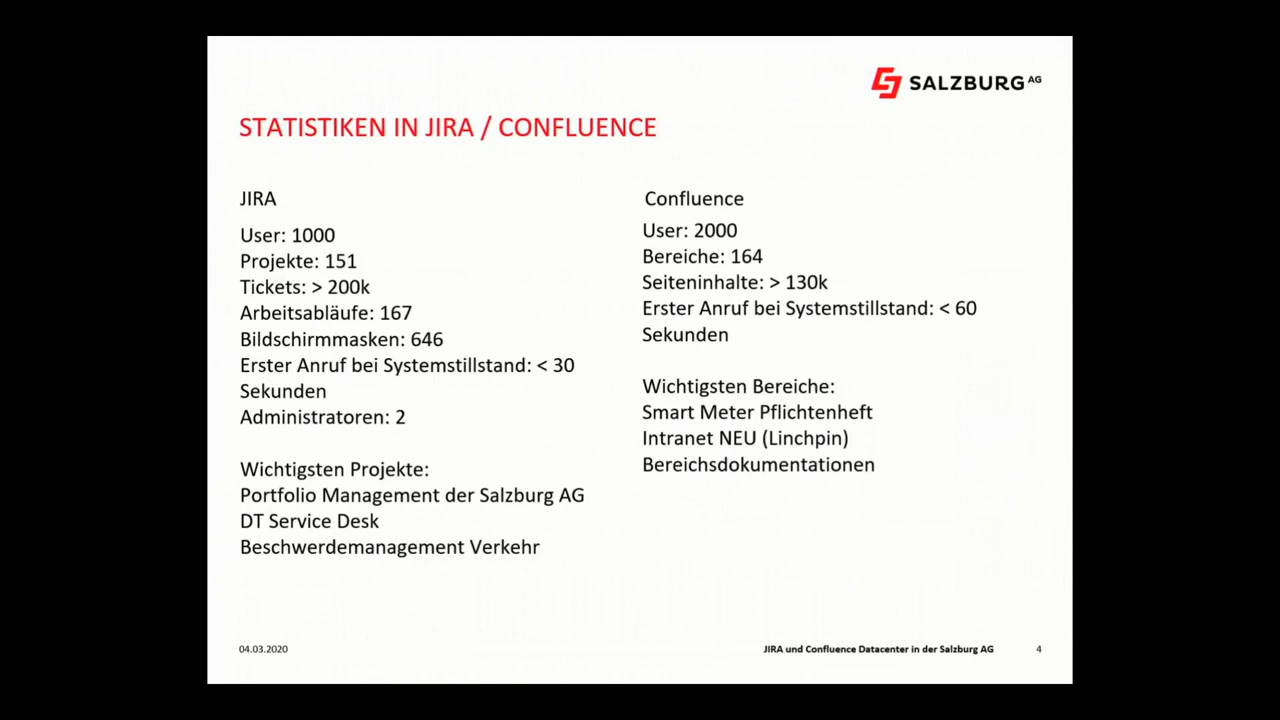 SALZBURG AG
STATISTIKEN IN JIRA / CONFLUENCE
JIRA
User: 1000
Projekte: 151
Tickets: > 200k
Arbeitsabläufe: 167
Bildschirmmasken: 646
Erster Anruf bei Systemstillstand: < 30
Sekunden
Administratoren: 2
Wichtigsten Projekte:
Portfolio Management der Salzburg AG
DT Service Desk
Beschwerdemanagement Verkehr
Confluence
User: 2000
Bereiche: 164
Seiteninhalte: > 130k
Erster Anruf bei Systemstillstand: < 60
Sekunden
Wichtigsten Bereiche:
Smart Meter Pflichtenheft
Intranet NEU (Linchpin)
Bereichsdokumentationen
04.03.2020
JIRA und Confluence Datacenter in der Salzburg AG
4